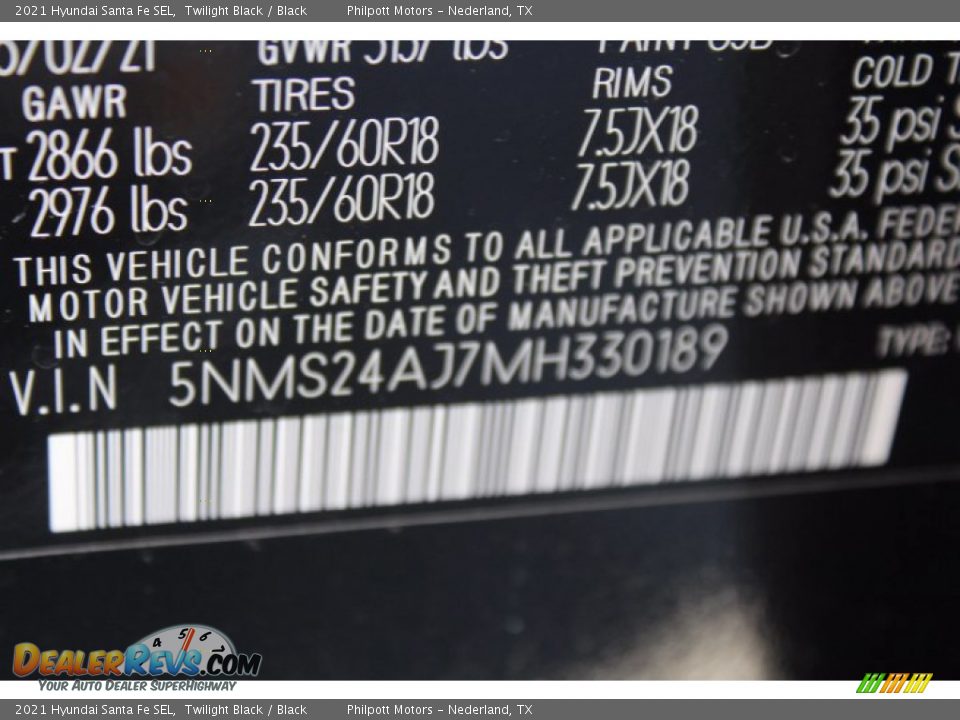 2021 Hyundai Santa Fe SEL, Twilight Black / Black Philpott Motors - Nederland, TX
/02/21 GVWR 5157 lbs PAINT
GAWR TIRES RIMS COLD
T 2866 lbs 235/60R18 7.5JX18 35 psi
2976 lbs 235/60R18 7.5JX18 35 psi
THIS VEHICLE CONFORMS TO ALL APPLICABLE U.S.A. FEDER
MOTOR VEHICLE SAFETY AND THEFT PREVENTION STANDARD
IN EFFECT ON THE DATE OF MANUFACTURE SHOWN ABOVE
V.I.N 5NMS24AJ7MH330189 TYPE:
4 5 6
DEALERREVS.COM
YOUR AUTO DEALER SUPERHIGHWAY
2021 Hyundai Santa Fe SEL, Twilight Black / Black Philpott Motors - Nederland, TX